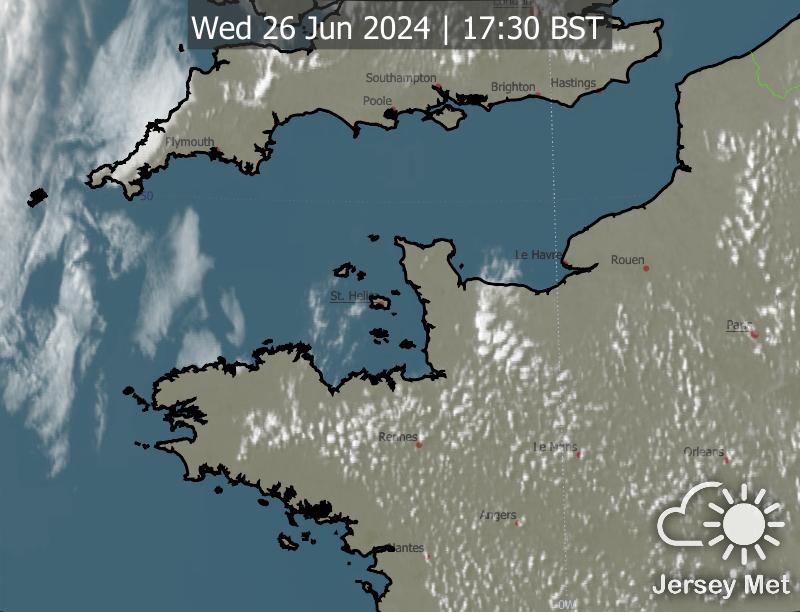 London
Wed 26 Jun 2024 | 17:30 BST
Southampton
Brighton
Hastings
Poole
Plymouth
50
Le Havre
Rouen
St. Helier
Paris
Rennes
Le Mans
Orleans
Angers
Nantes
0W
Jersey Met